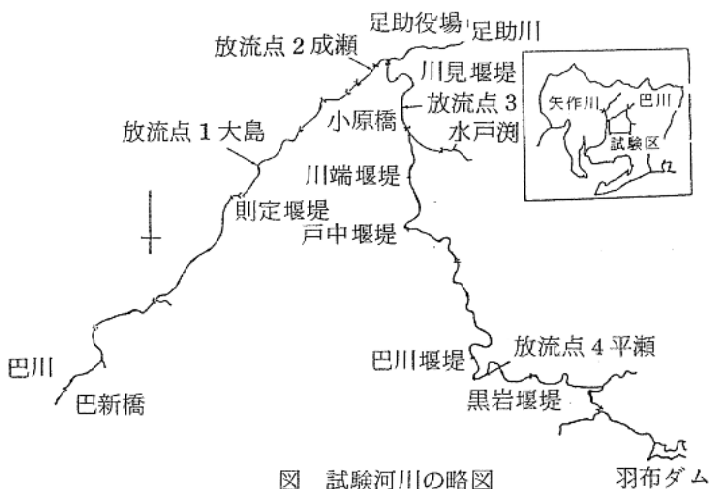 足助役場
足助川
放流点2成瀬
川見堰堤
放流点3
小原橋
水戸渕
放流点1大島
川端堰堤
則定堰堤
戸中堰堤
矢作川
巴川
試験区
巴川堰堤
放流点4平瀬
黒岩堰堤
巴川
巴新橋
図 試験河川の略図
羽布ダム